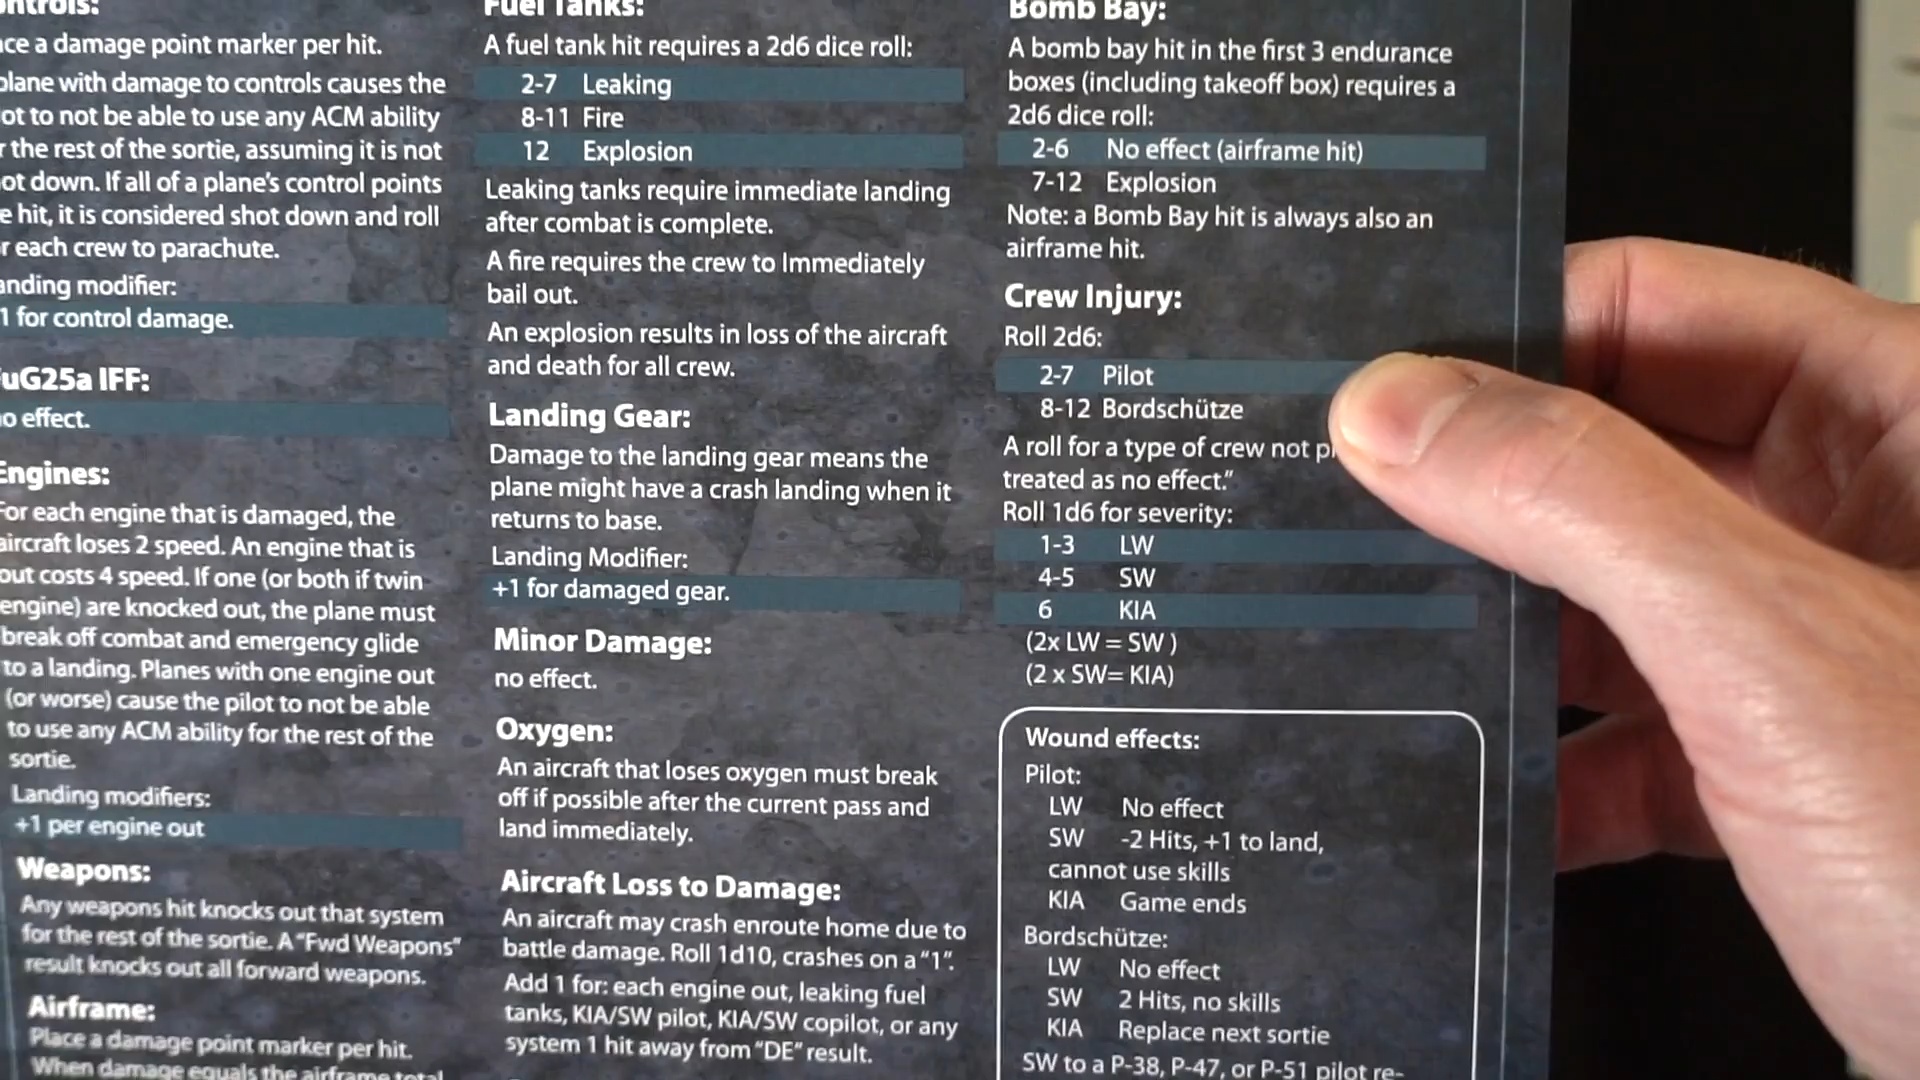 ontrols:
ace a damage point marker per hit.
plane with damage to controls causes the
ot to not be able to use any ACM ability
r the rest of the sortie, assuming it is not
ot down. If all of a plane's control points
e hit, it is considered shot down and roll
r each crew to parachute.
anding modifier:
1 for control damage.
uG25a IFF:
o effect.
Engines:
For each engine that is damaged, the
aircraft loses 2 speed. An engine that is
out costs 4 speed. If one (or both if twin
engine) are knocked out, the plane must
break off combat and emergency glide
to a landing. Planes with one engine out
(or worse) cause the pilot to not be able
to use any ACM ability for the rest of the
sortie.
Landing modifiers:
+1 per engine out
Weapons:
Any weapons hit knocks out that system
for the rest of the sortie. A "Fwd Weapons"
result knocks out all forward weapons.
Airframe:
Place a damage point marker per hit.
When damage equals the airframe total
Fuel Tanks:
A fuel tank hit requires a 2d6 dice roll:
2-7 Leaking
8-11 Fire
12 Explosion
Leaking tanks require immediate landing
after combat is complete.
A fire requires the crew to Immediately
bail out.
An explosion results in loss of the aircraft
and death for all crew.
Landing Gear:
Damage to the landing gear means the
plane might have a crash landing when it
returns to base.
Landing Modifier:
+1 for damaged gear.
Minor Damage:
no effect.
Oxygen:
An aircraft that loses oxygen must break
off if possible after the current pass and
land immediately.
Aircraft Loss to Damage:
An aircraft may crash enroute home due to
battle damage. Roll 1d10, crashes on a "1".
Add 1 for: each engine out, leaking fuel
tanks, KIA/SW pilot, KIA/SW copilot, or any
system 1 hit away from "DE" result.
Bomb Bay:
A bomb bay hit in the first 3 endurance
boxes (including takeoff box) requires a
2d6 dice roll:
2-6 No effect (airframe hit)
7-12 Explosion
Note: a Bomb Bay hit is always also an
airframe hit.
Crew Injury:
Roll 2d6:
2-7 Pilot
8-12 Bordschütze
A roll for a type of crew not
treated as no effect."
Roll 1d6 for severity:
1-3 LW
4-5 SW
6 KIA
(2x LW = SW )
(2 x SW= KIA)
Wound effects:
Pilot:
LW No effect
SW -2 Hits, +1 to land,
cannot use skills
KIA Game ends
Bordschütze:
LW No effect
SW 2 Hits, no skills
KIA Replace next sortie
SW to a P-38, P-47, or P-51 pilot re-